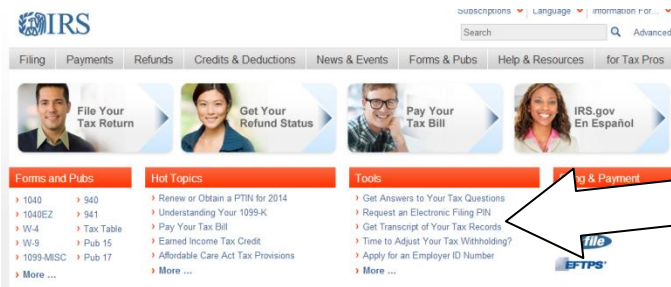 Subscriptions Language Information For...
IRS
Search Advanced
Filing Payments Refunds Credits & Deductions News & Events Forms & Pubs Help & Resources for Tax Pros
File Your Tax Return
Get Your Refund Status
Pay Your Tax Bill
IRS.gov En Español
Forms and Pubs
1040 940
1040EZ 941
W-4 Tax Table
W-9 Pub 15
1099-MISC Pub 17
More ...
Hot Topics
Renew or Obtain a PTIN for 2014
Understanding Your 1099-K
Pay Your Tax Bill
Earned Income Tax Credit
Affordable Care Act Tax Provisions
More ...
Tools
Get Answers to Your Tax Questions
Request an Electronic Filing PIN
Get Transcript of Your Tax Records
Time to Adjust Your Tax Withholding?
Apply for an Employer ID Number
More ...
& Payment
file
EFTPS